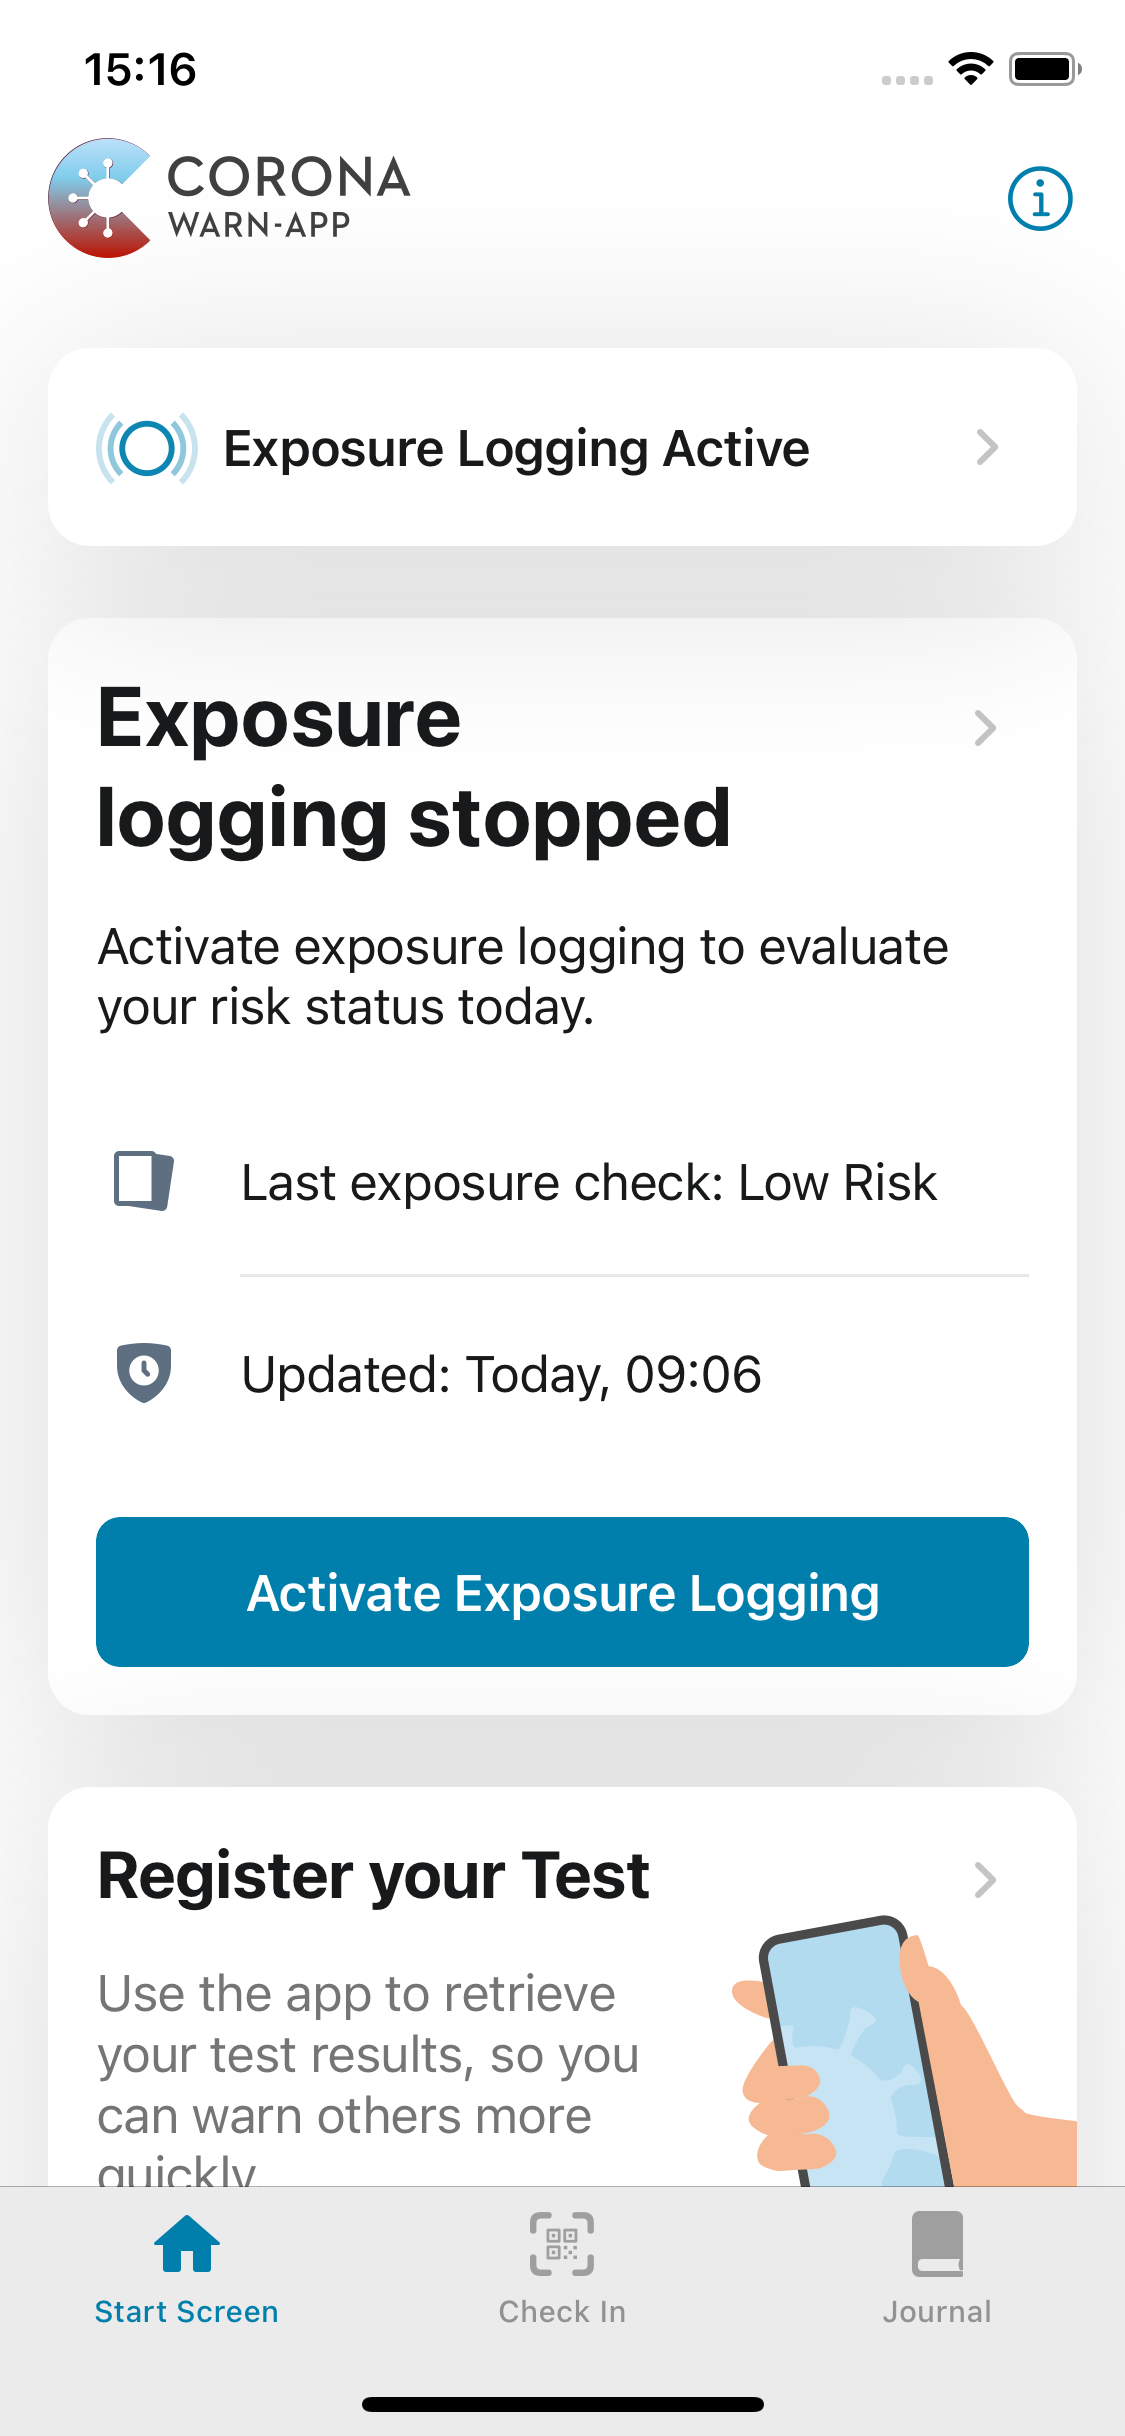 15:16
CORONA
WARN-APP
Exposure Logging Active
Exposure
logging stopped
Activate exposure logging to evaluate
your risk status today.
Last exposure check: Low Risk
Updated: Today, 09:06
Activate Exposure Logging
Register your Test
Use the app to retrieve
your test results, so you
can warn others more
quickly
Start Screen
Check In
Journal